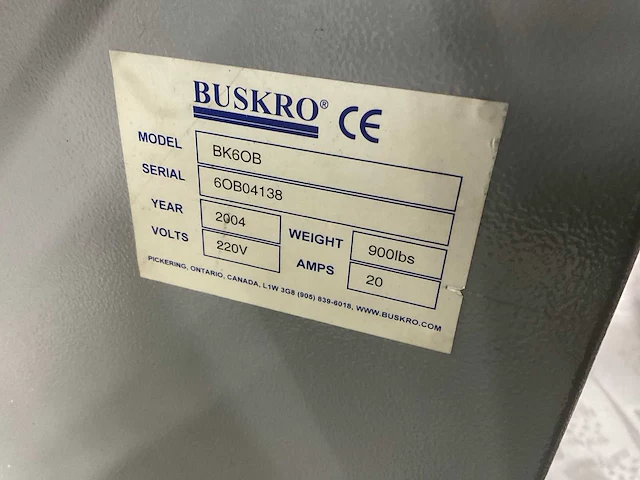 BUSKRO® CE
MODEL BK6OB
SERIAL 6OB04138
YEAR 2004 WEIGHT 900lbs
VOLTS 220V AMPS 20
PICKERING, ONTARIO, CANADA, L1W 3G8 (905) 839-6018, WWW.BUSKRO.COM